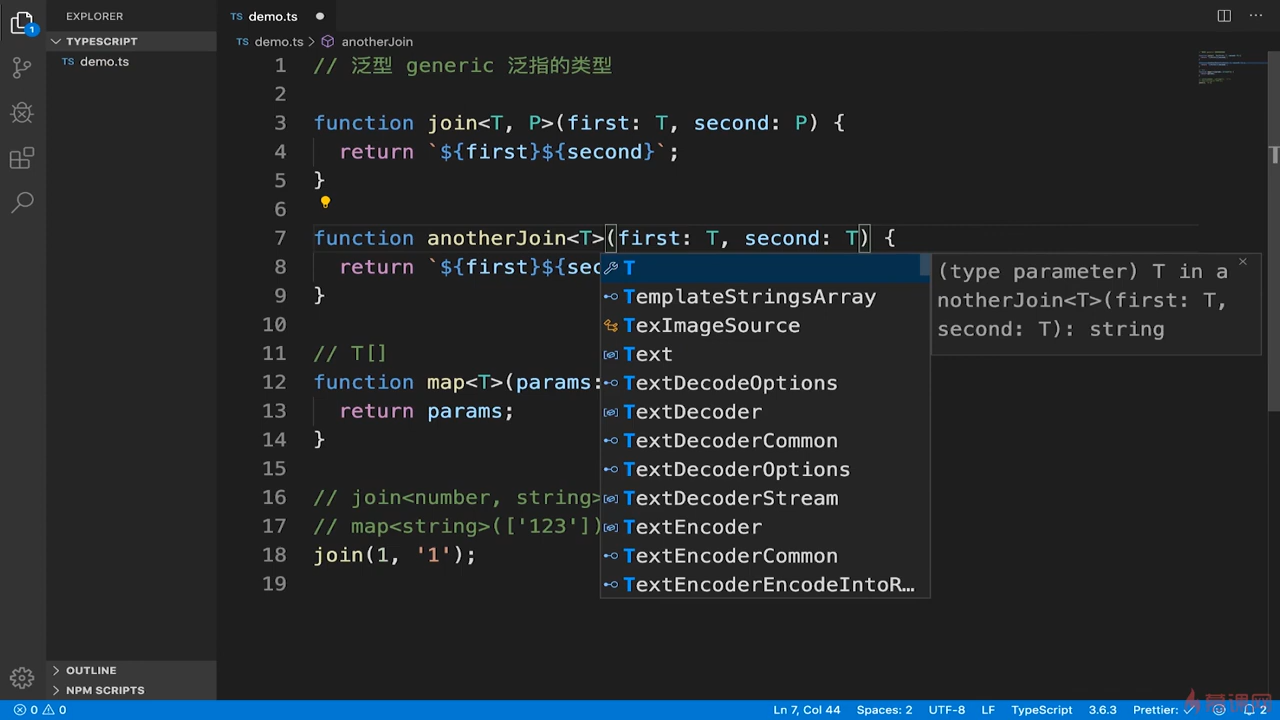 EXPLORER
TS demo.ts
TYPESCRIPT
TS demo.ts > anotherJoin
TS demo.ts
1 // 泛型 generic 泛指的类型
2
3 function join<T, P>(first: T, second: P) {
4 return `${first}${second}`;
5 }
6
7 function anotherJoin<T>(first: T, second: T) {
8 return `${first}${sec
9 }
10
11 // T[]
12 function map<T>(params:
13 return params;
14 }
15
16 // join<number, string>
17 // map<string>(['123'])
18 join(1, '1');
19
T
TemplateStringsArray
TexImageSource
Text
TextDecodeOptions
TextDecoder
TextDecoderCommon
TextDecoderOptions
TextDecoderStream
TextEncoder
TextEncoderCommon
TextEncoderEncodeIntoR…
(type parameter) T in a
notherJoin<T>(first: T,
second: T): string
1
OUTLINE
NPM SCRIPTS
0 0
Ln 7, Col 44 Spaces: 2 UTF-8 LF TypeScript 3.6.3 Prettier: ✓ 2
慕课网